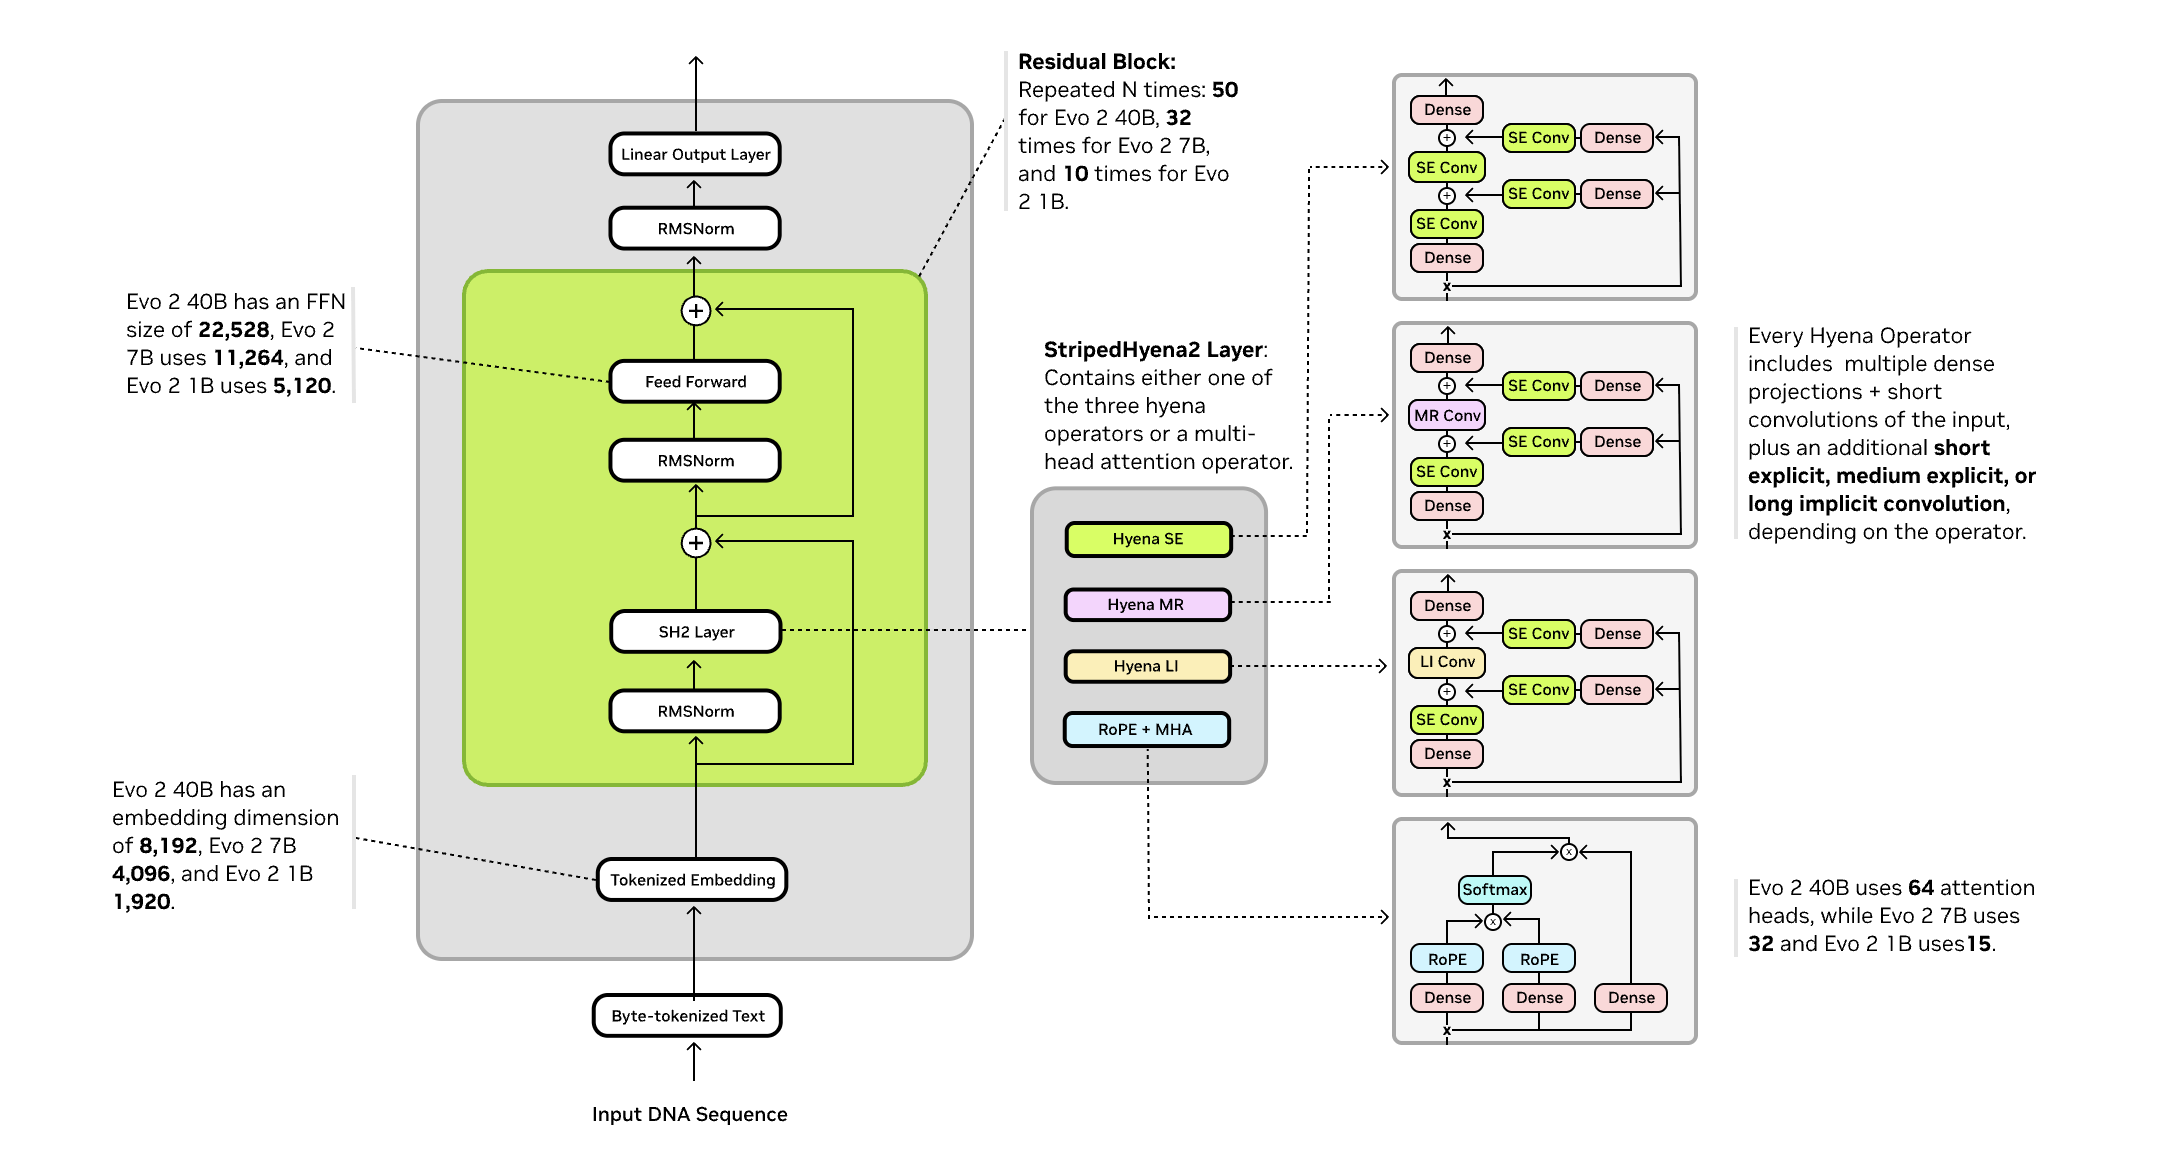 Residual Block:
Repeated N times: 50
for Evo 2 40B, 32
times for Evo 2 7B,
and 10 times for Evo
2 1B.
Linear Output Layer
RMSNorm
+
Feed Forward
RMSNorm
+
SH2 Layer
RMSNorm
Tokenized Embedding
Byte-tokenized Text
Input DNA Sequence
Evo 2 40B has an FFN
size of 22,528, Evo 2
7B uses 11,264, and
Evo 2 1B uses 5,120.
Evo 2 40B has an
embedding dimension
of 8,192, Evo 2 7B
4,096, and Evo 2 1B
1,920.
StripedHyena2 Layer:
Contains either one of
the three hyena
operators or a multi-
head attention operator.
Hyena SE
Hyena MR
Hyena LI
RoPE + MHA
Dense
+ SE Conv Dense
SE Conv
+ SE Conv Dense
SE Conv
Dense
x
Dense
+ SE Conv Dense
MR Conv
+ SE Conv Dense
SE Conv
Dense
x
Dense
+ SE Conv Dense
LI Conv
+ SE Conv Dense
SE Conv
Dense
x
x
Softmax
x
RoPE RoPE
Dense Dense Dense
x
Every Hyena Operator
includes multiple dense
projections + short
convolutions of the input,
plus an additional short
explicit, medium explicit, or
long implicit convolution,
depending on the operator.
Evo 2 40B uses 64 attention
heads, while Evo 2 7B uses
32 and Evo 2 1B uses15.